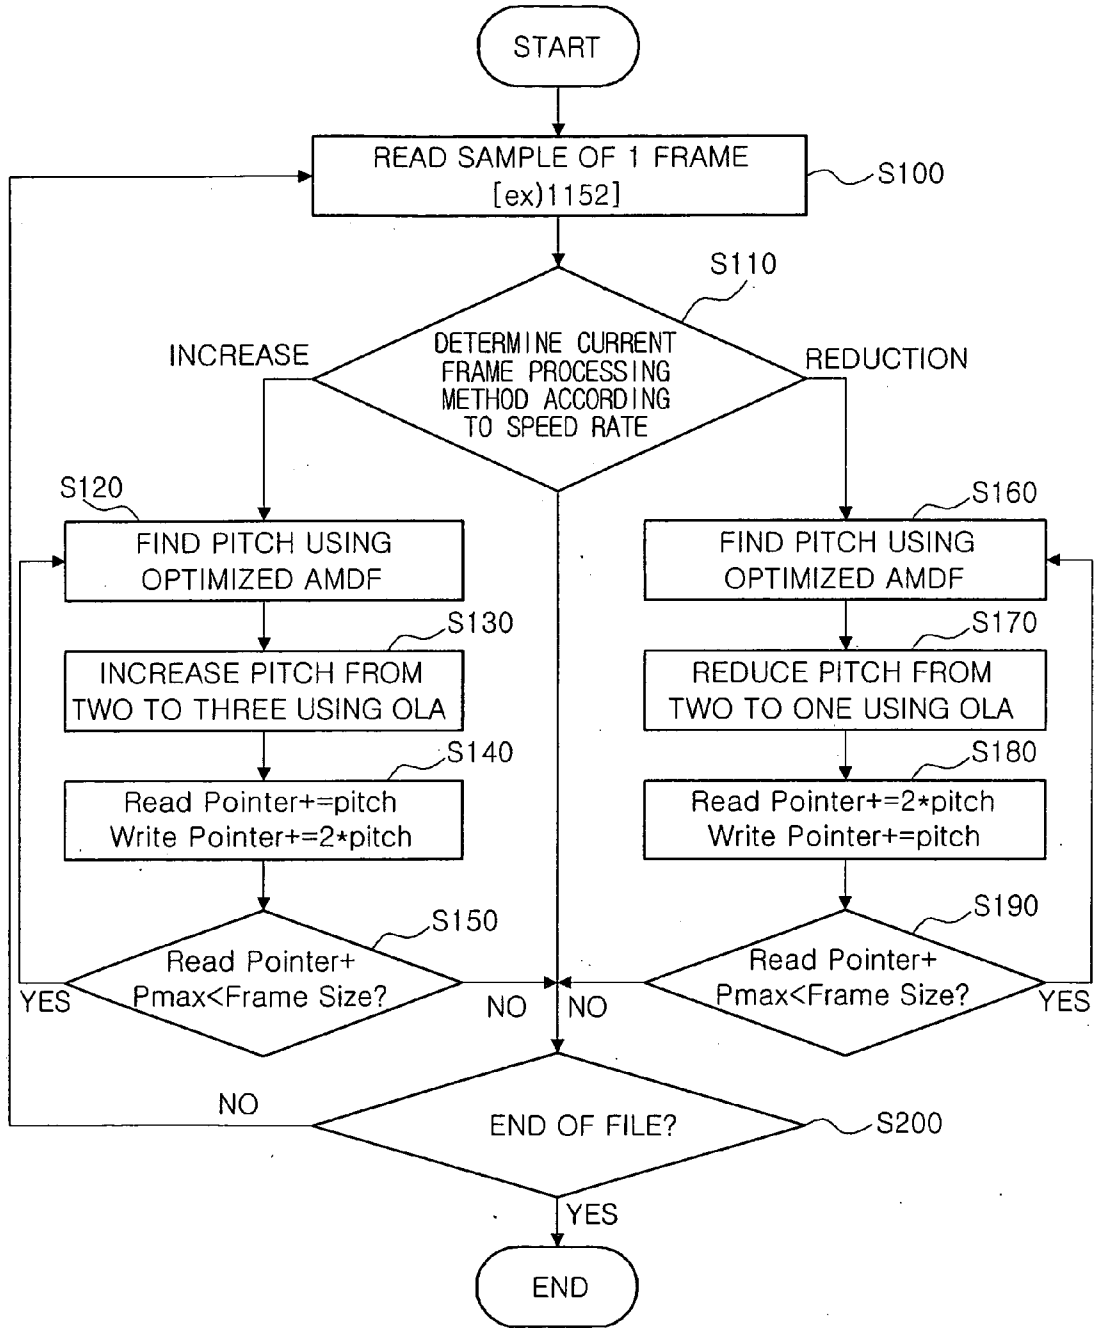 START
READ SAMPLE OF 1 FRAME
[ex)1152]
S100
S110
DETERMINE CURRENT
FRAME PROCESSING
METHOD ACCORDING
TO SPEED RATE
INCREASE
REDUCTION
S120
FIND PITCH USING
OPTIMIZED AMDF
S130
INCREASE PITCH FROM
TWO TO THREE USING OLA
S140
Read Pointer+=pitch
Write Pointer+=2*pitch
S150
Read Pointer+
Pmax<Frame Size?
YES
NO
S160
FIND PITCH USING
OPTIMIZED AMDF
S170
REDUCE PITCH FROM
TWO TO ONE USING OLA
S180
Read Pointer+=2*pitch
Write Pointer+=pitch
S190
Read Pointer+
Pmax<Frame Size?
NO
YES
NO
END OF FILE?
S200
YES
END